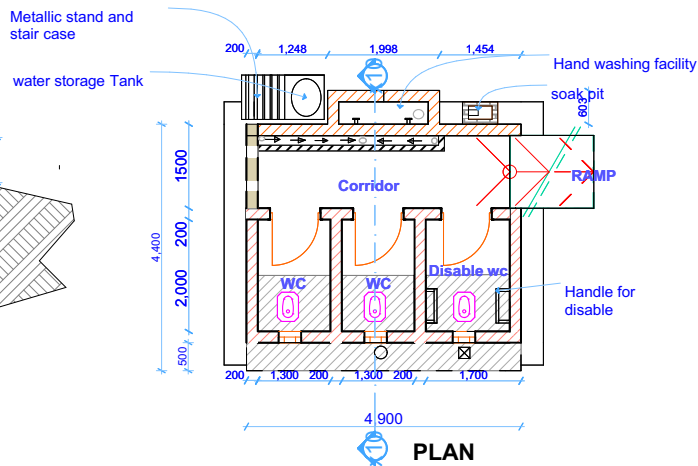 Metallic stand and
stair case
water storage Tank
200
1,248
1,998
1,454
Hand washing facility
soak pit
603
10
1500
Corridor
RAMP
4,400
200
2,000
WC
WC
Disable wc
Handle for
disable
500
200
1,300
200
1,300
200
1,700
4,900
10
PLAN